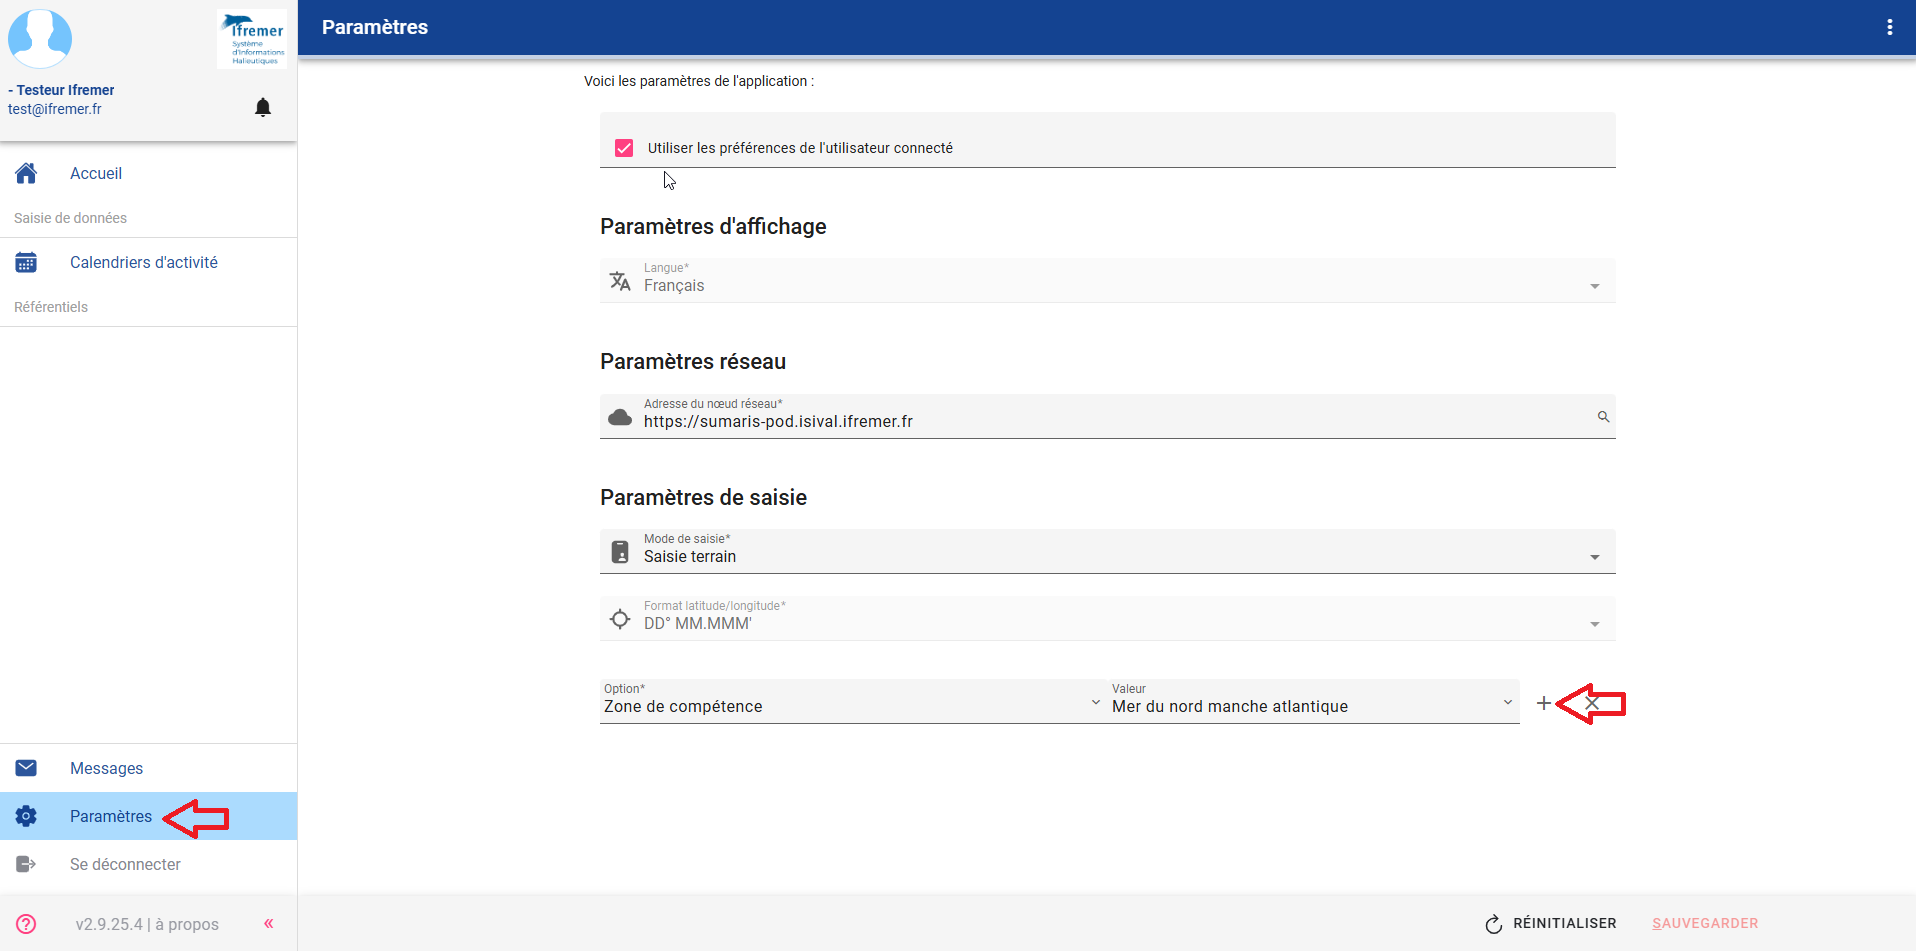 Ifremer
Système
d'Informations
Halieutiques
- Testeur Ifremer
test@ifremer.fr
Accueil
Saisie de données
Calendriers d'activité
Référentiels
Messages
Paramètres
Se déconnecter
v2.9.25.4 | à propos
«
Paramètres
Voici les paramètres de l'application :
Utiliser les préférences de l'utilisateur connecté
Paramètres d'affichage
Langue*
Français
Paramètres réseau
Adresse du nœud réseau*
https://sumaris-pod.isival.ifremer.fr
Paramètres de saisie
Mode de saisie*
Saisie terrain
Format latitude/longitude*
DD° MM.MMM'
Option*
Zone de compétence
Valeur
Mer du nord manche atlantique
RÉINITIALISER
SAUVEGARDER